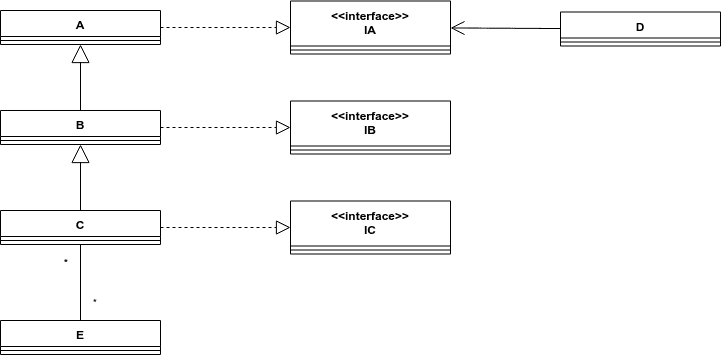 A
<<interface>>
IA
D
B
<<interface>>
IB
C
<<interface>>
IC
*
*
E